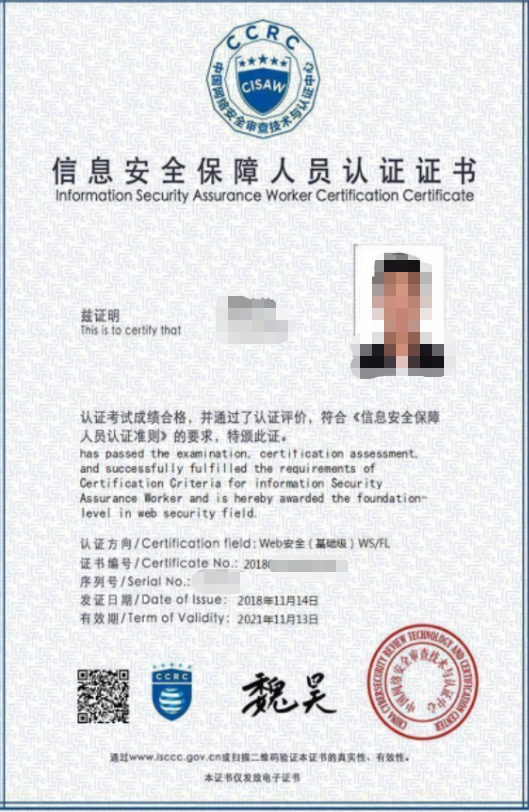 CCRC
CISAW
中国网络安全审查技术与认证中心
信息安全保障人员认证证书
Information Security Assurance Worker Certification Certificate
兹证明
This is to certify that
认证考试成绩合格，并通过了认证评价，符合《信息安全保障
人员认证准则》的要求，特颁此证。
has passed the examination, certification assessment,
and successfully fulfilled the requirements of
Certification Criteria for information Security
Assurance Worker and is hereby awarded the foundation-
level in web security field.
认证方向/Certification field: Web安全（基础级）WS/FL
证书编号/Certificate No.: 2018
序列号/Serial No.:
发证日期/Date of Issue: 2018年11月14日
有效期/Term of Validity: 2021年11月13日
CCRC
魏昊
CHINA CYBERSECURITY REVIEW TECHNOLOGY AND CERTIFICATION CENTER
中国网络安全审查技术与认证中心
通过www.isccc.gov.cn或扫描二维码验证本证书的真实性、有效性。
本证书仅发放电子证书